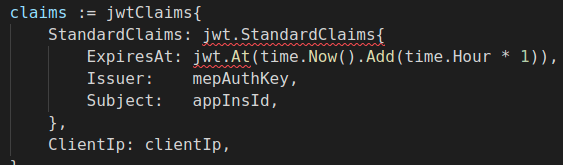 claims := jwtClaims{
    StandardClaims: jwt.StandardClaims{
        ExpiresAt: jwt.At(time.Now().Add(time.Hour * 1)),
        Issuer:    mepAuthKey,
        Subject:   appInsId,
    },
    ClientIp: clientIp,
}